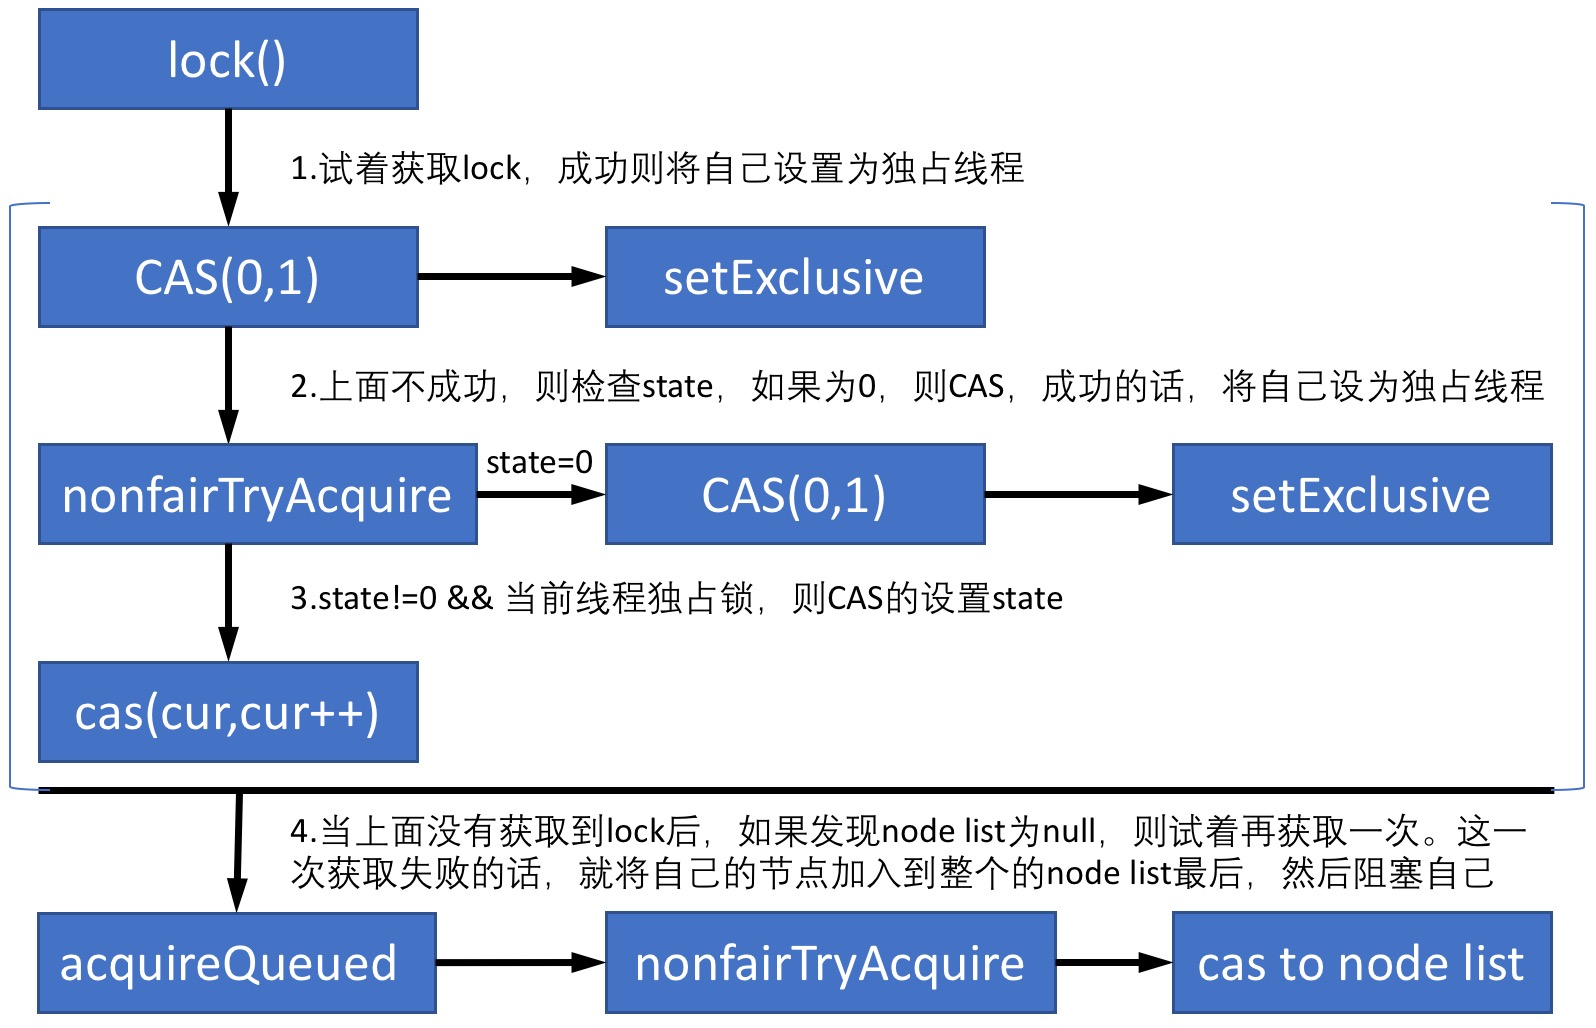 lock()
1.试着获取lock，成功则将自己设置为独占线程
CAS(0,1)
setExclusive
2.上面不成功，则检查state，如果为0，则CAS，成功的话，将自己设为独占线程
nonfairTryAcquire
state=0
CAS(0,1)
setExclusive
3.state!=0 && 当前线程独占锁，则CAS的设置state
cas(cur,cur++)
4.当上面没有获取到lock后，如果发现node list为null，则试着再获取一次。这一
次获取失败的话，就将自己的节点加入到整个的node list最后，然后阻塞自己
acquireQueued
nonfairTryAcquire
cas to node list